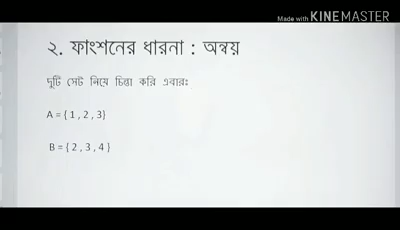 Made with KINEMASTER
২. ফাংশনের ধারনা : অন্বয়
দুটি সেট নিয়ে চিন্তা করি এবারঃ
A = { 1 , 2 , 3}
B = { 2 , 3 , 4 }